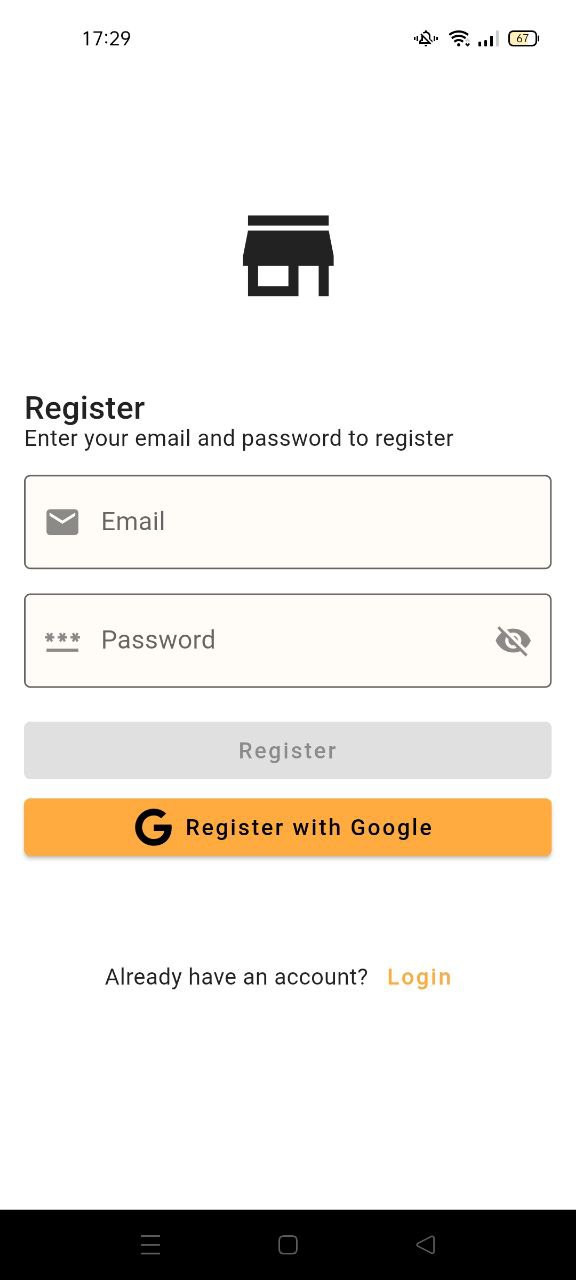 17:29
67
Register
Enter your email and password to register
Email
*** Password
Register
G Register with Google
Already have an account? Login